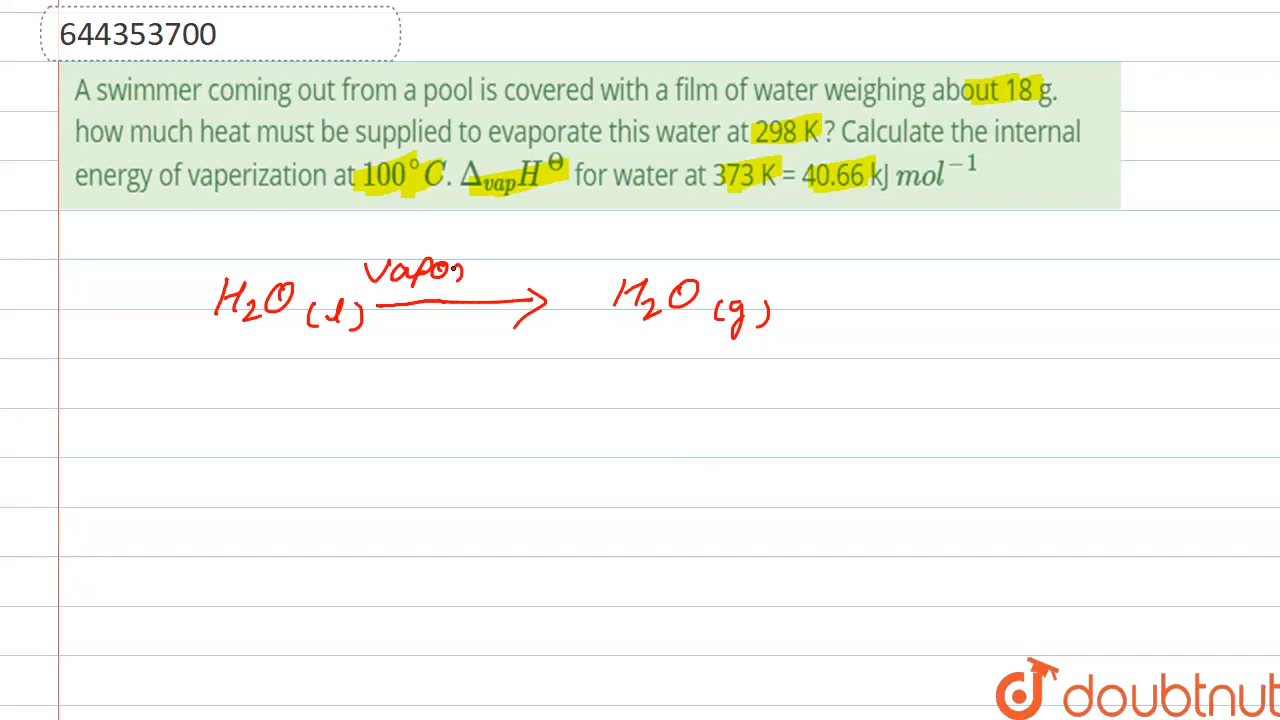 644353700
A swimmer coming out from a pool is covered with a film of water weighing about 18 g.
how much heat must be supplied to evaporate this water at 298 K ? Calculate the internal
energy of vaperization at 100°C. Δ_vap H^Θ for water at 373 K = 40.66 kJ mol⁻¹
H₂O (l) vapor → H₂O (g)
doubtnut